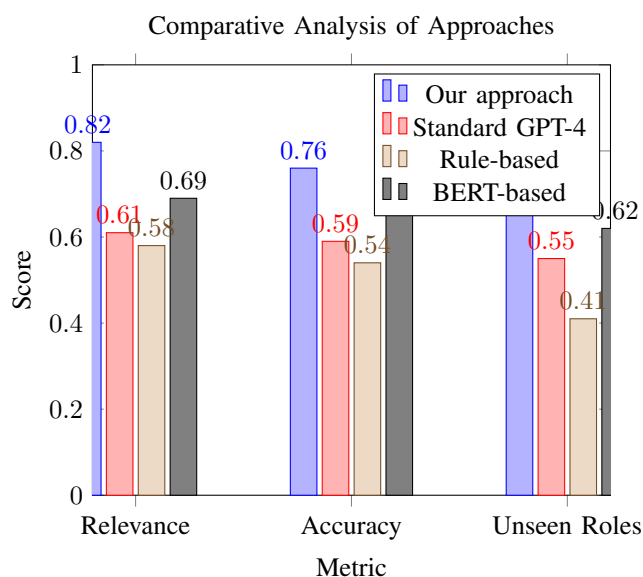 Comparative Analysis of Approaches
1
0.8
0.6
0.4
0.2
0
Score
Our approach
Standard GPT-4
Rule-based
BERT-based
0.82
0.61
0.58
0.69
0.76
0.59
0.54
0.55
0.41
0.62
Relevance
Accuracy
Unseen Roles
Metric